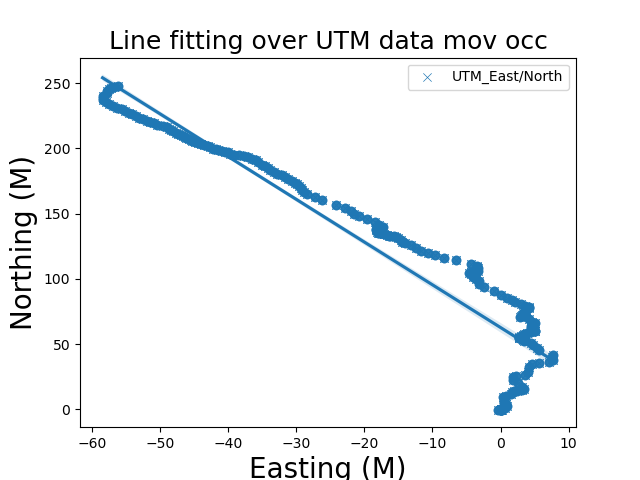 Line fitting over UTM data mov occ
UTM_East/North
Northing (M)
250
200
150
100
50
0
−60 −50 −40 −30 −20 −10 0 10
Easting (M)